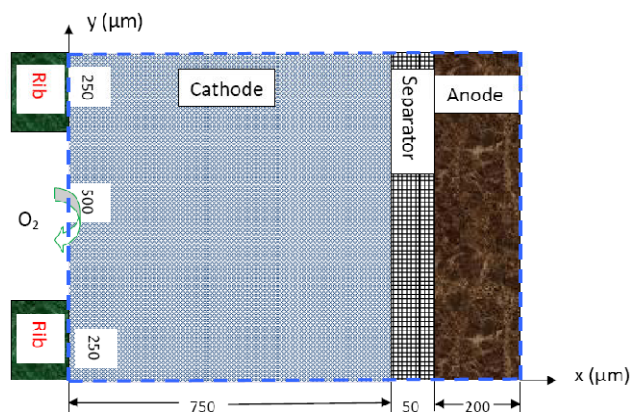 y (µm)
Rib
250
Cathode
Separator
Anode
O₂
500
Rib
250
x (µm)
750
50
200